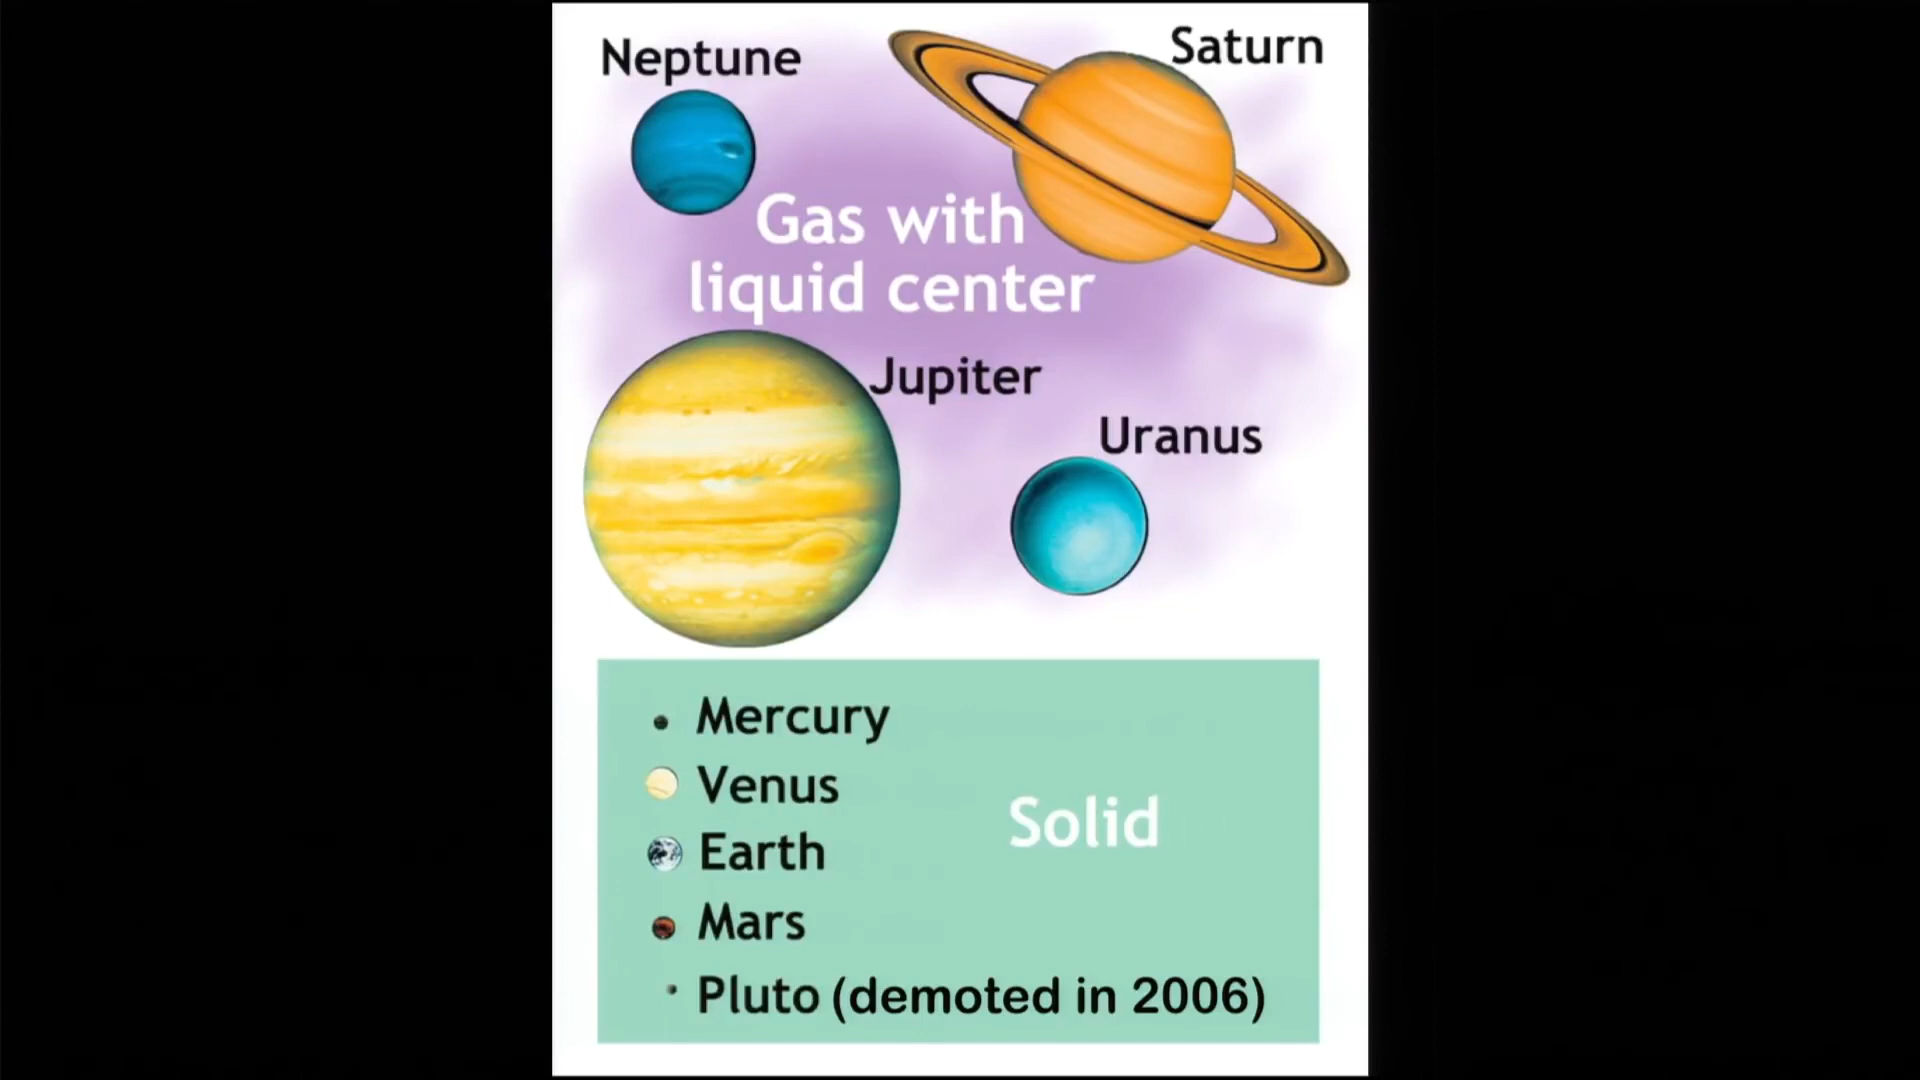 Neptune
Saturn
Gas with
liquid center
Jupiter
Uranus
Mercury
Venus
Earth
Mars
Solid
Pluto (demoted in 2006)